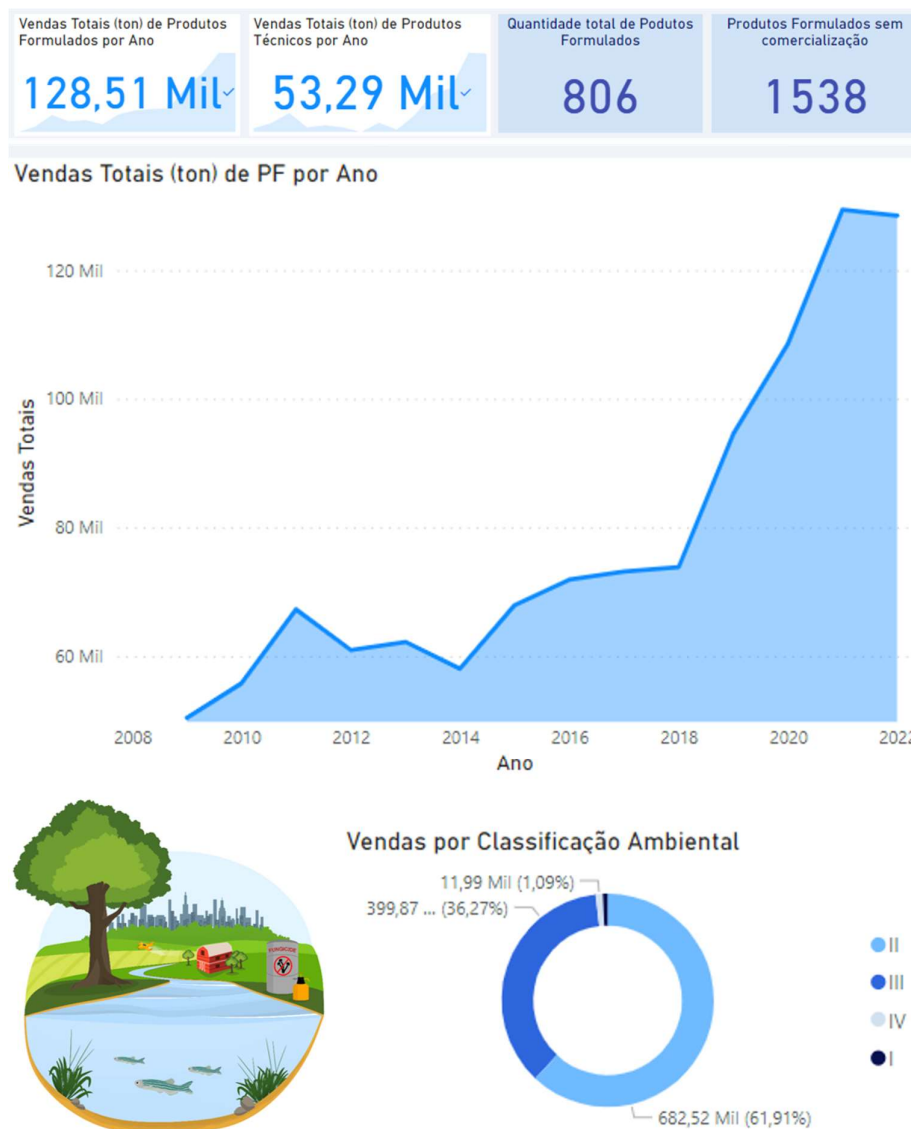 Vendas Totais (ton) de Produtos
Formulados por Ano
128,51 Mil
Vendas Totais (ton) de Produtos
Técnicos por Ano
53,29 Mil
Quantidade total de Podutos
Formulados
806
Produtos Formulados sem
comercialização
1538
Vendas Totais (ton) de PF por Ano
Vendas Totais
120 Mil
100 Mil
80 Mil
60 Mil
2008 2010 2012 2014 2016 2018 2020 2022
Ano
FUNGICIDE
Vendas por Classificação Ambiental
11,99 Mil (1,09%)
399,87 ... (36,27%)
682,52 Mil (61,91%)
II
III
IV
I